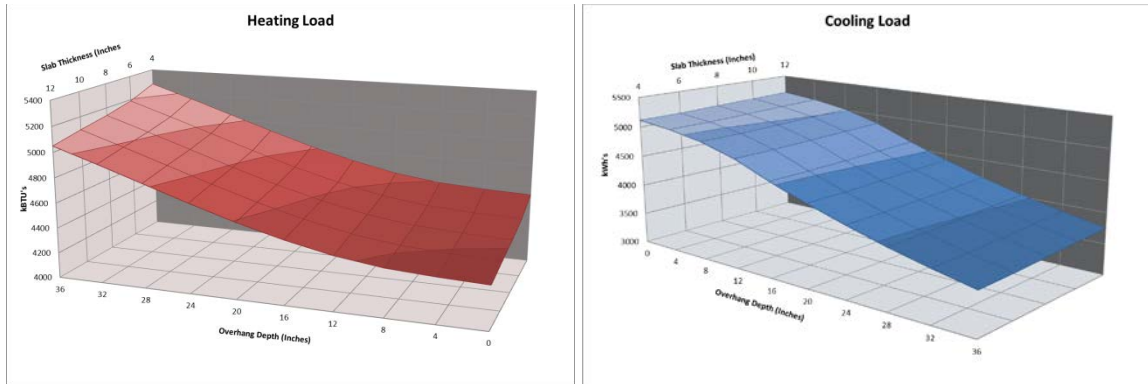 Heating Load
Slab Thickness (Inches
12 10 8 6 4
5400
5200
5000
4800
4600
4400
4200
4000
kBTU's
36 32 28 24 20 16 12 8 4 0
Overhang Depth (Inches)
Cooling Load
Slab Thickness (Inches)
4 6 8 10 12
5500
5000
4500
4000
3500
3000
kWh's
0 4 8 12 16 20 24 28 32 36
Overhang Depth (Inches)